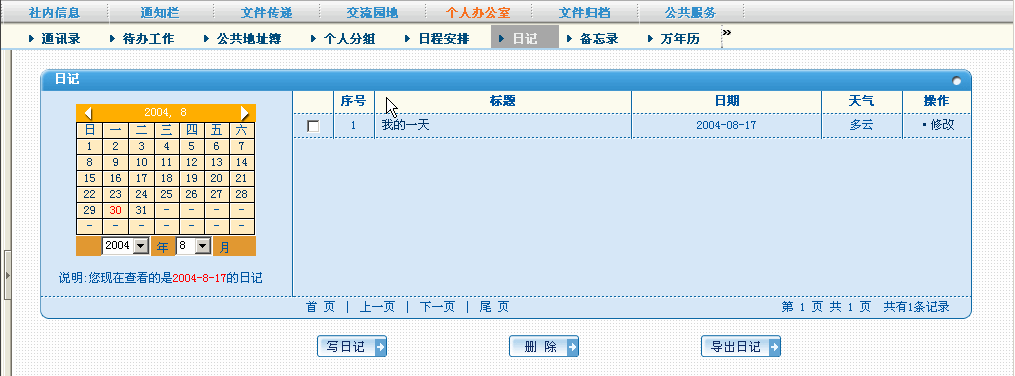 社内信息 通知栏 文件传递 交流园地 个人办公室 文件归档 公共服务
通讯录 待办工作 公共地址簿 个人分组 日程安排 日记 备忘录 万年历 »
日记
2004, 8
日 一 二 三 四 五 六
1 2 3 4 5 6 7
8 9 10 11 12 13 14
15 16 17 18 19 20 21
22 23 24 25 26 27 28
29 30 31 - - - -
- - - - - - -
2004 年 8 月
说明:您现在查看的是2004-8-17的日记
序号 标题 日期 天气 操作
1 我的一天 2004-08-17 多云 ·修改
首 页 | 上一页 | 下一页 | 尾 页 第 1 页 共 1 页 共有1条记录
写日记 删 除 导出日记